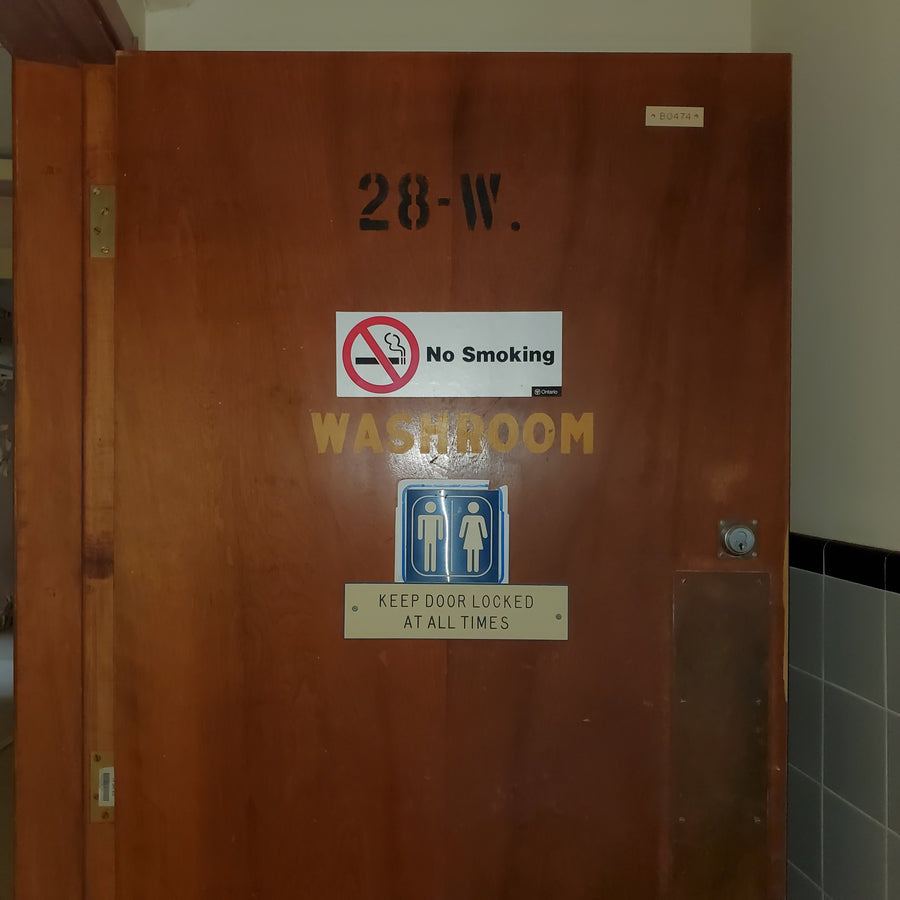 B0474
28-W.
No Smoking
Ontario
WASHROOM
KEEP DOOR LOCKED
AT ALL TIMES